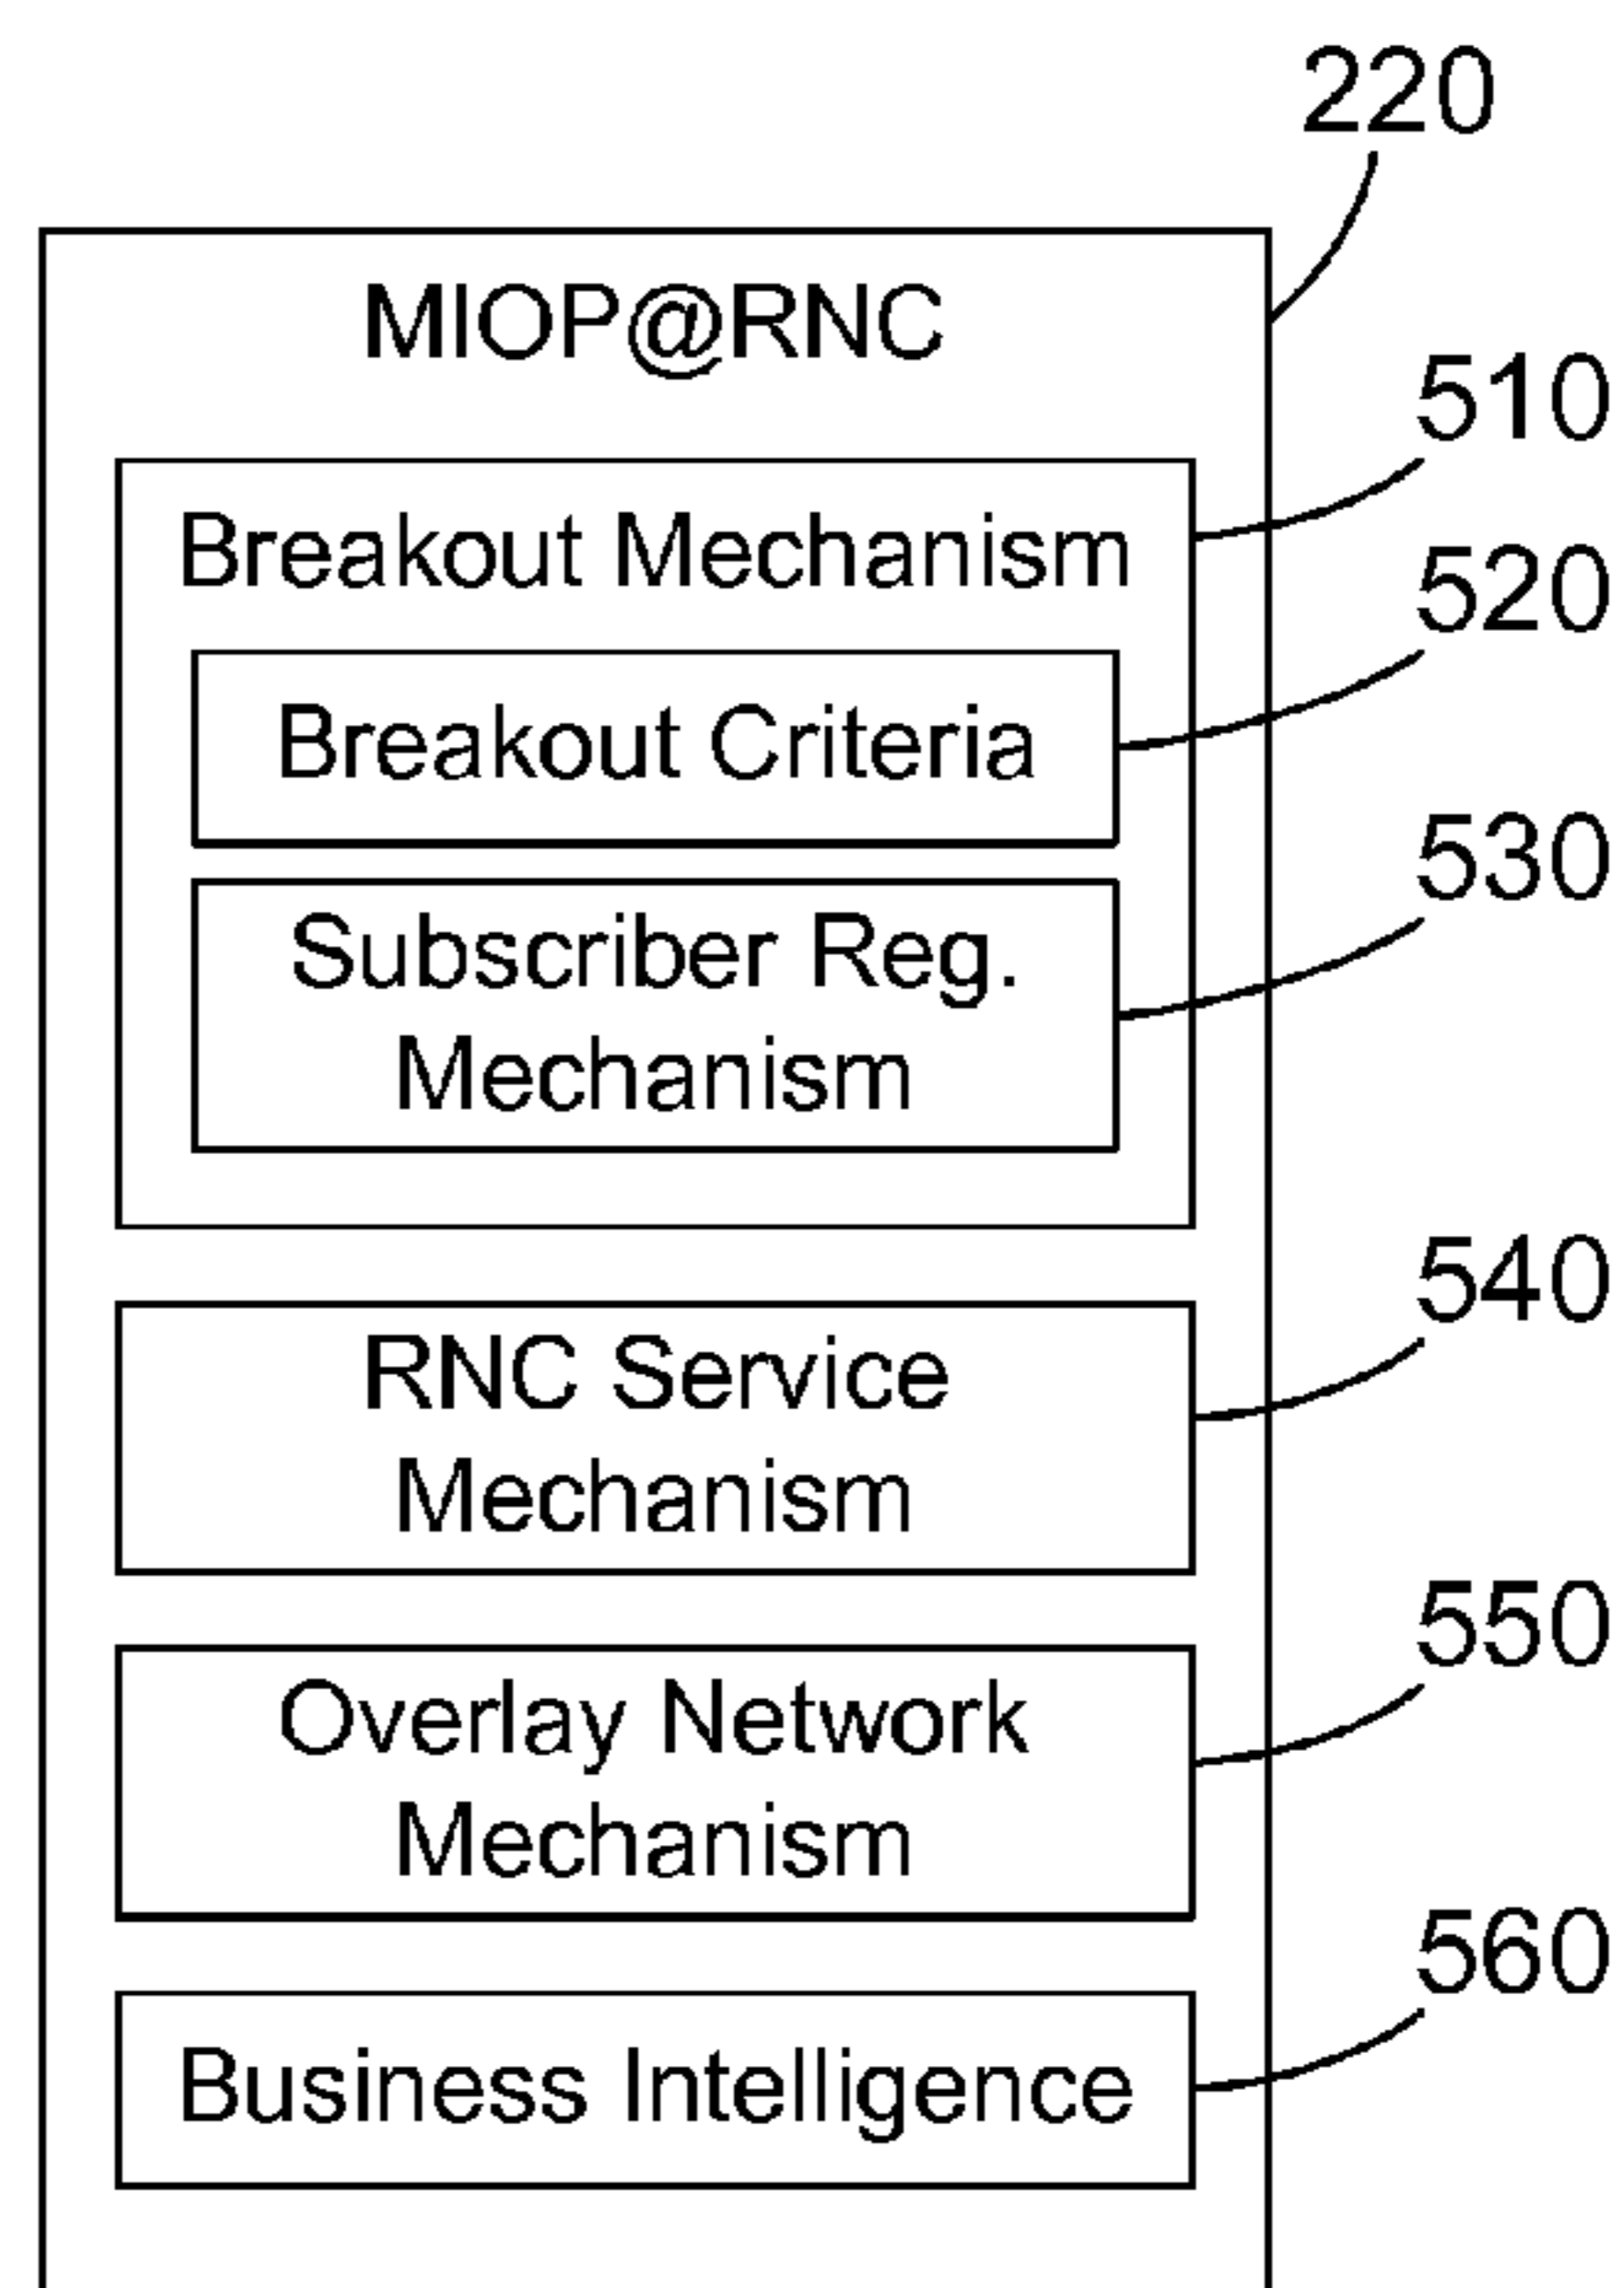 220
MIOP@RNC
510
Breakout Mechanism
520
Breakout Criteria
530
Subscriber Reg.
Mechanism
540
RNC Service
Mechanism
550
Overlay Network
Mechanism
560
Business Intelligence